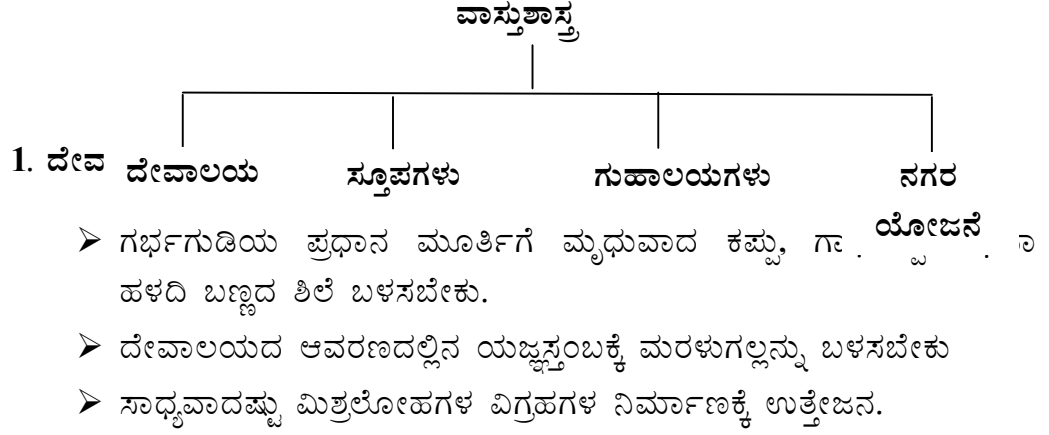 ವಾಸ್ತುಶಾಸ್ತ್ರ
1. ದೇವ ದೇವಾಲಯ ಸ್ತೂಪಗಳು ಗುಹಾಲಯಗಳು ನಗರ
ಯೋಜನೆ
➢ ಗರ್ಭಗುಡಿಯ ಪ್ರಧಾನ ಮೂರ್ತಿಗೆ ಮೃಧುವಾದ ಕಪ್ಪು,
ಹಳದಿ ಬಣ್ಣದ ಶಿಲೆ ಬಳಸಬೇಕು.
➢ ದೇವಾಲಯದ ಆವರಣದಲ್ಲಿನ ಯಜ್ಞಸ್ತಂಬಕ್ಕೆ ಮರಳುಗಲ್ಲನ್ನು ಬಳಸಬೇಕು
➢ ಸಾಧ್ಯವಾದಷ್ಟು ಮಿಶ್ರಲೋಹಗಳ ವಿಗ್ರಹಗಳ ನಿರ್ಮಾಣಕ್ಕೆ ಉತ್ತೇಜನ.